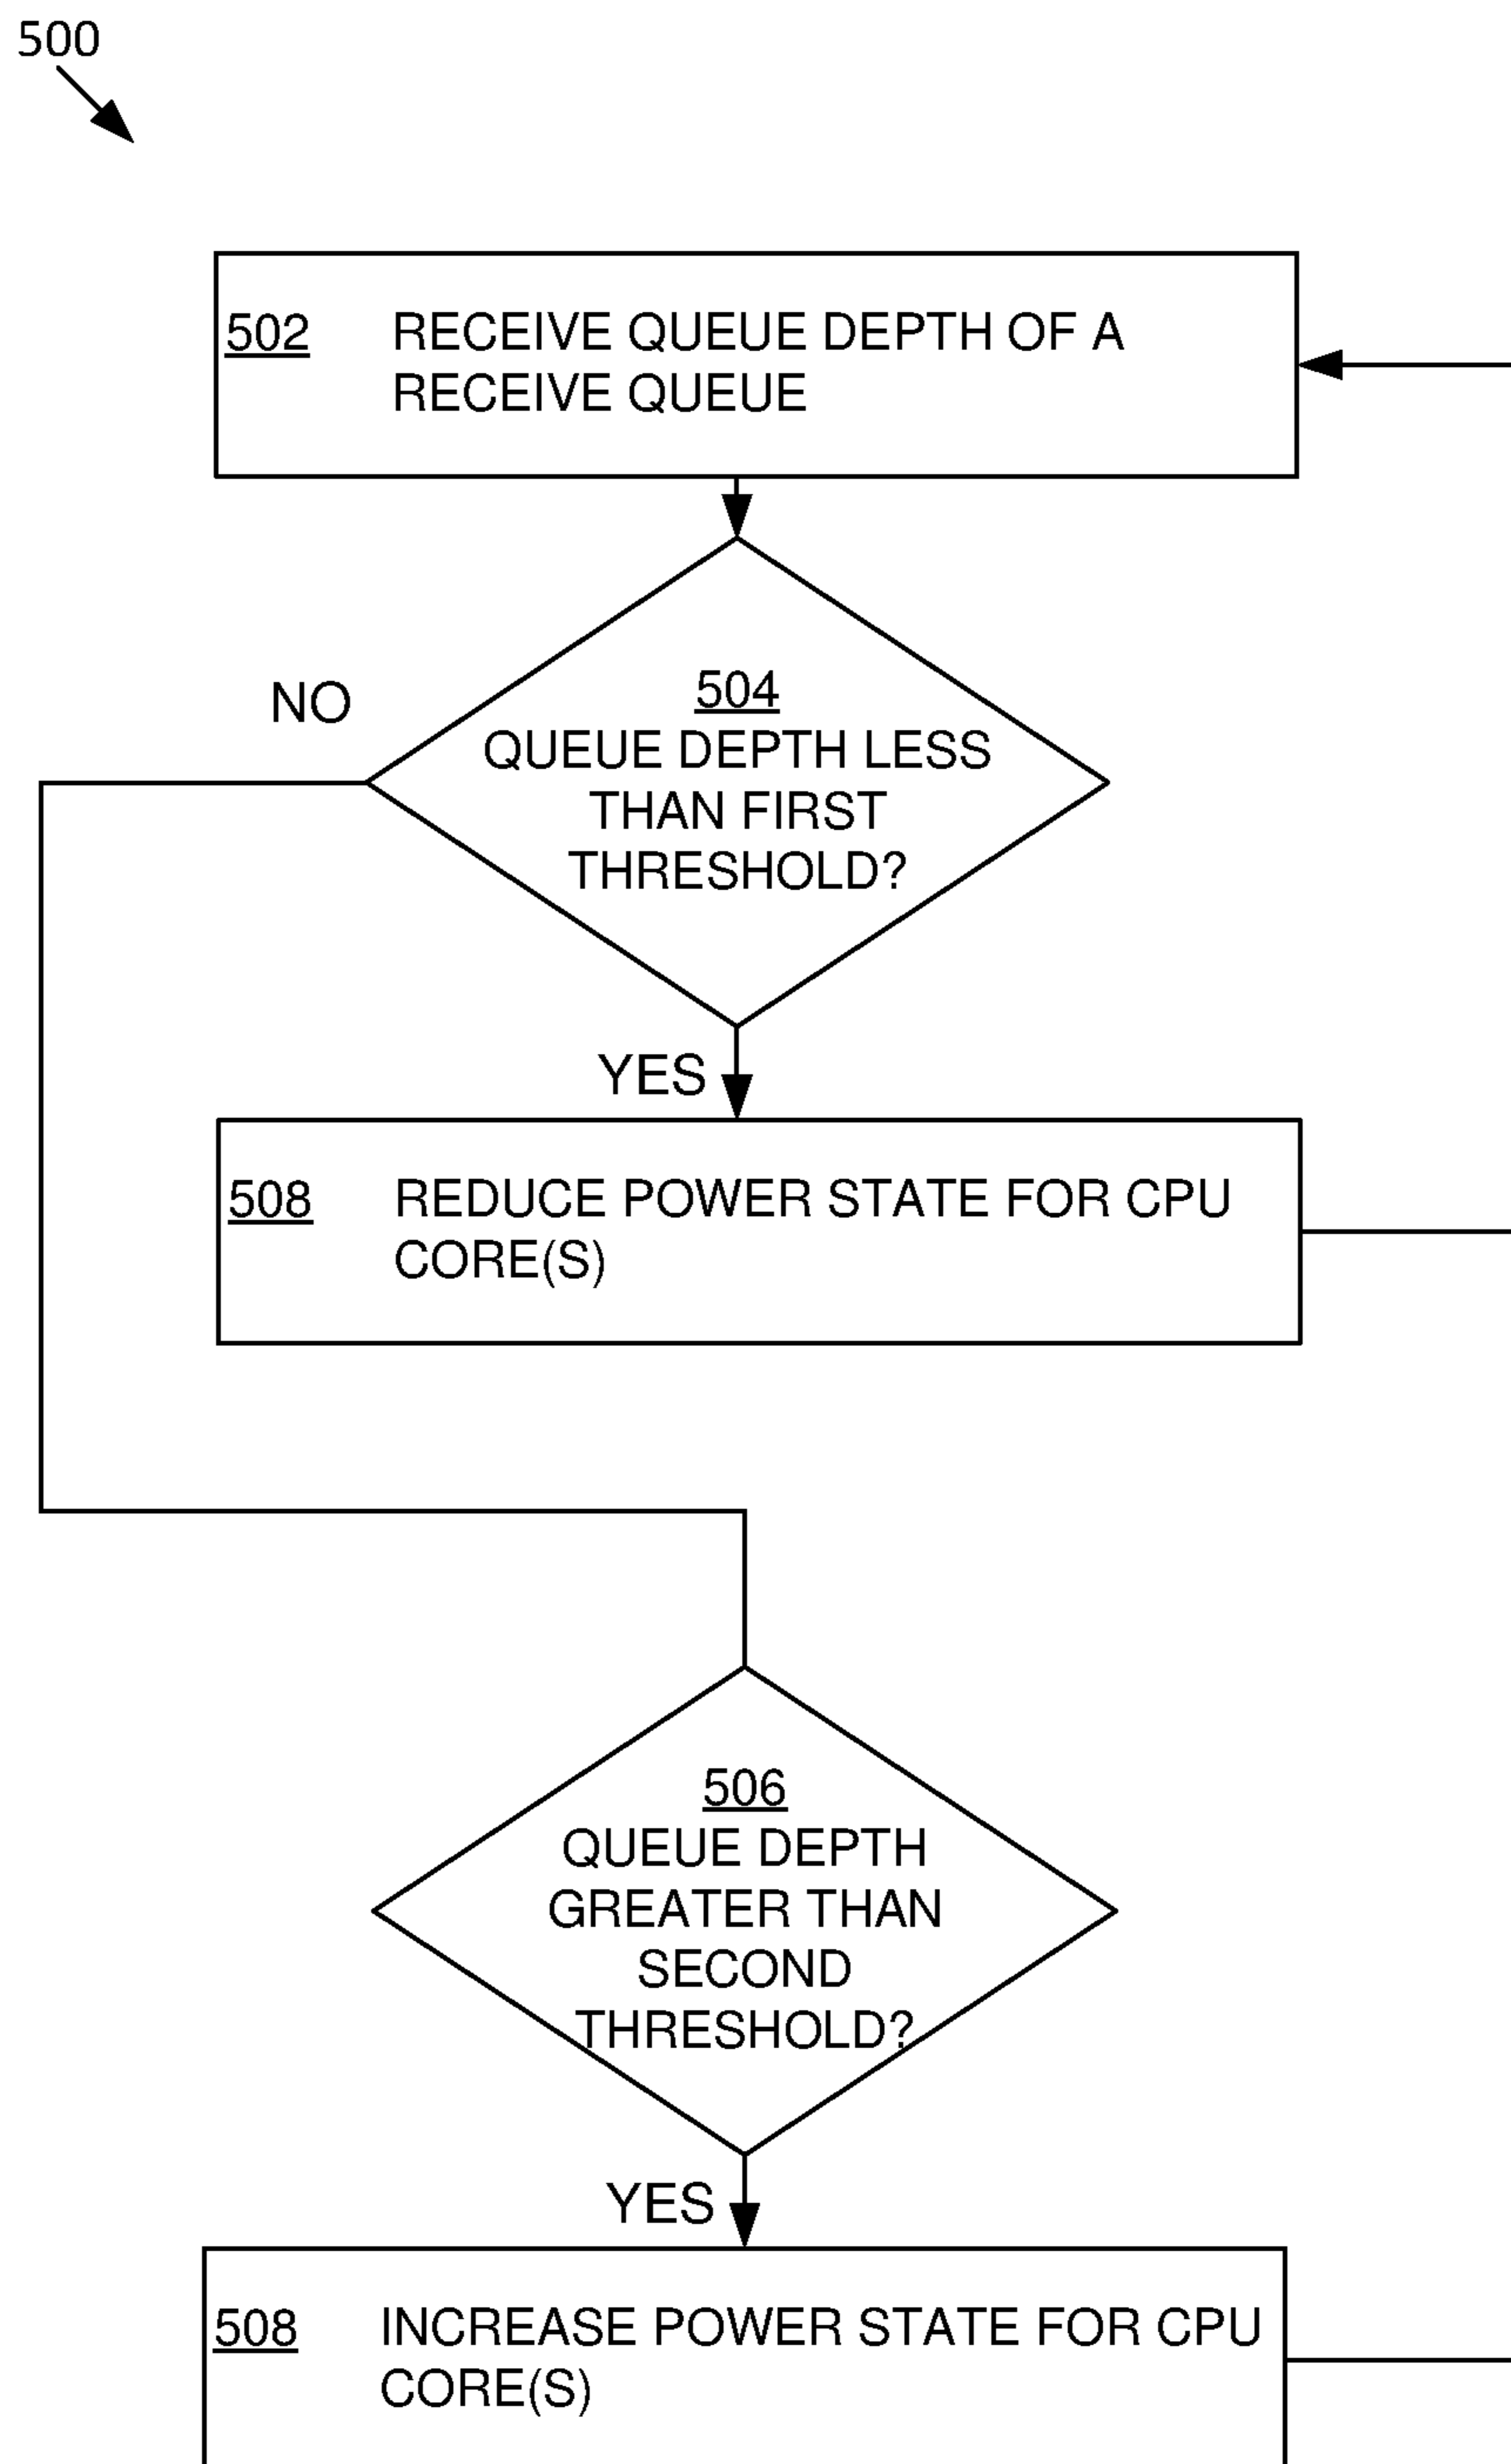 500
502 RECEIVE QUEUE DEPTH OF A
RECEIVE QUEUE
504
NO
QUEUE DEPTH LESS
THAN FIRST
THRESHOLD?
YES
508 REDUCE POWER STATE FOR CPU
CORE(S)
506
QUEUE DEPTH
GREATER THAN
SECOND
THRESHOLD?
YES
508 INCREASE POWER STATE FOR CPU
CORE(S)